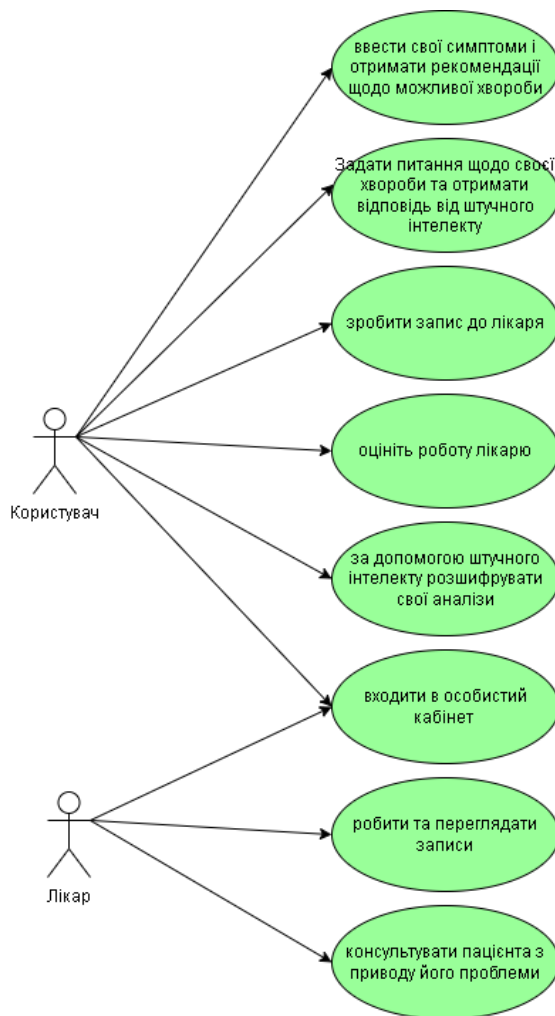 ввести свої симптоми і
отримати рекомендації
щодо можливої хвороби
Задати питання щодо своєї
хвороби та отримати
відповідь від штучного
інтелекту
зробити запис до лікаря
оцініть роботу лікарю
Користувач
за допомогою штучного
інтелекту розшифрувати
свої аналізи
входити в особистий
кабінет
робити та переглядати
записи
Лікар
консультувати пацієнта з
приводу його проблеми